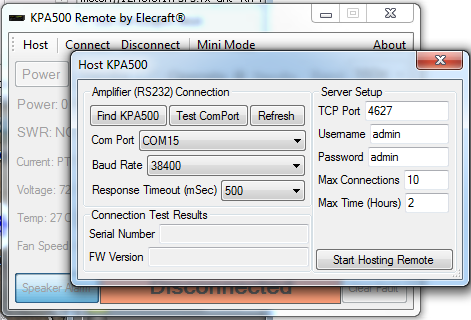 KPA500 Remote by Elecraft®
Host Connect Disconnect Mini Mode About
Power
Power: 0
SWR: NO
Current: PT
Voltage: 72
Temp: 27 C
Fan Speed
Speaker
Disconnected
Clear Fault
Host KPA500
Amplifier (RS232) Connection
Find KPA500 Test ComPort Refresh
Com Port COM15
Baud Rate 38400
Response Timeout (mSec) 500
Connection Test Results
Serial Number
FW Version
Server Setup
TCP Port 4627
Username admin
Password admin
Max Connections 10
Max Time (Hours) 2
Start Hosting Remote